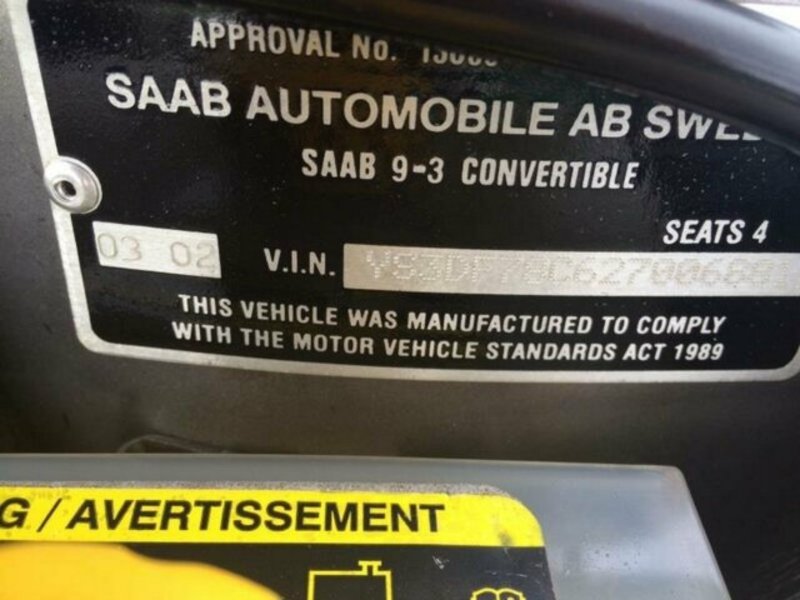 APPROVAL No.
SAAB AUTOMOBILE AB
SAAB 9-3 CONVERTIBLE
SEATS 4
03 02 V.I.N.
THIS VEHICLE WAS MANUFACTURED TO COMPLY
WITH THE MOTOR VEHICLE STANDARDS ACT 1989
G / AVERTISSEMENT